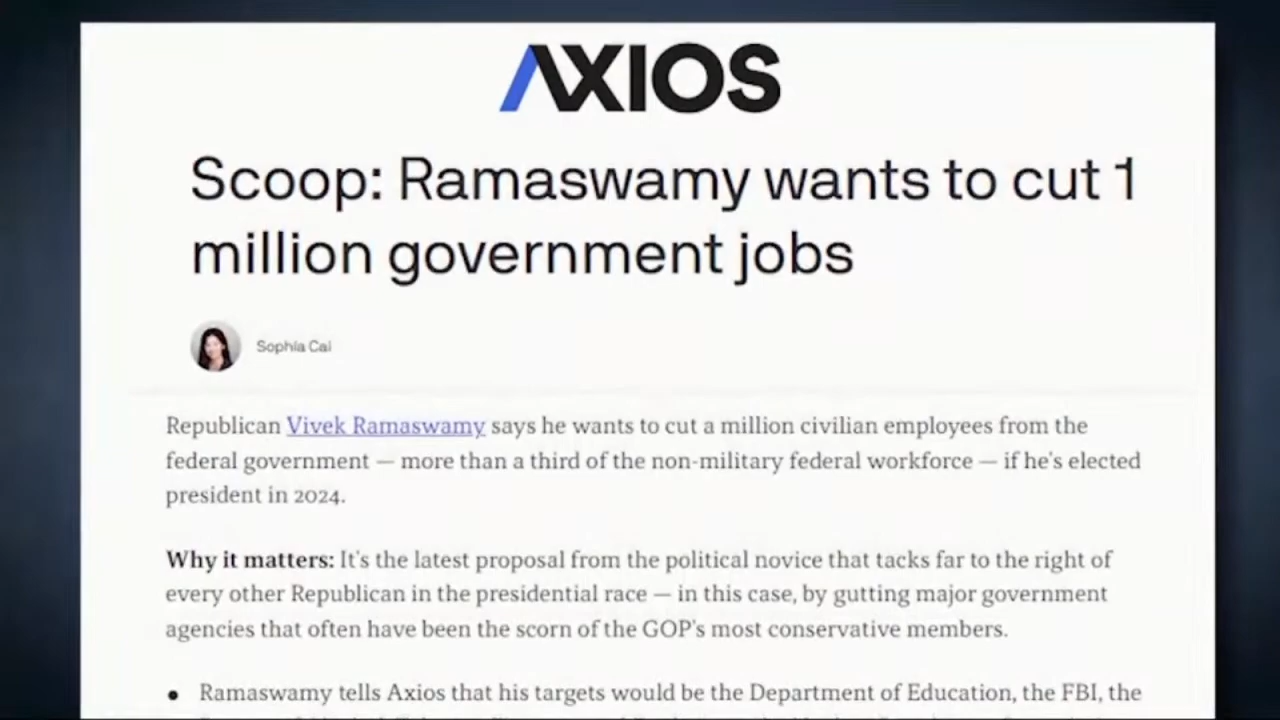 AXIOS
Scoop: Ramaswamy wants to cut 1
million government jobs
Sophia Cai
Republican Vivek Ramaswamy says he wants to cut a million civilian employees from the
federal government — more than a third of the non-military federal workforce — if he's elected
president in 2024.
Why it matters: It's the latest proposal from the political novice that tacks far to the right of
every other Republican in the presidential race — in this case, by gutting major government
agencies that often have been the scorn of the GOP's most conservative members.
• Ramaswamy tells Axios that his targets would be the Department of Education, the FBI, the